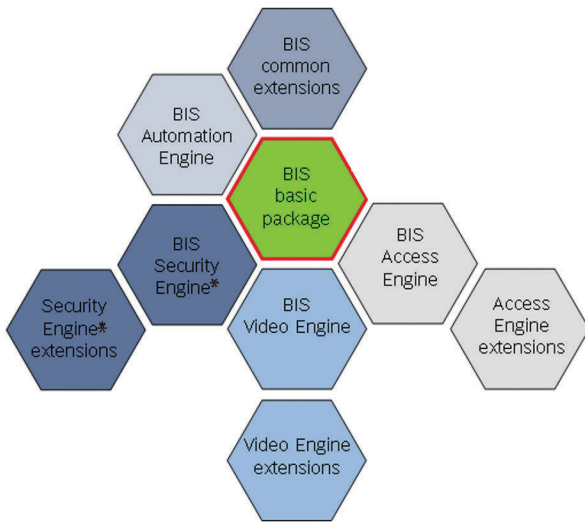 BIS
common
extensions
BIS
Automation
Engine
BIS
basic
package
BIS
Security
Engine*
BIS
Access
Engine
Security
Engine*
extensions
BIS
Video Engine
Access
Engine
extensions
Video Engine
extensions